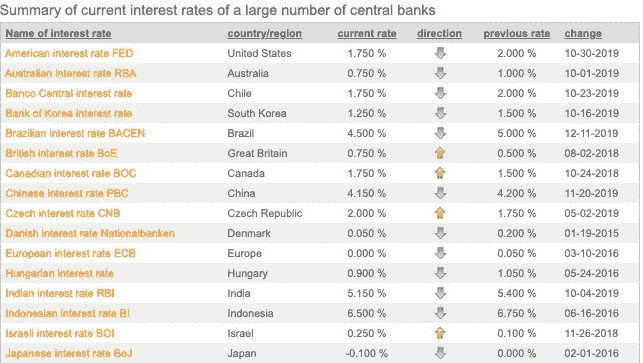 Summary of current interest rates of a large number of central banks
Name of interest rate country/region current rate direction previous rate change
American interest rate FED United States 1.750 % 2.000 % 10-30-2019
Australian interest rate RBA Australia 0.750 % 1.000 % 10-01-2019
Banco Central interest rate Chile 1.750 % 2.000 % 10-23-2019
Bank of Korea interest rate South Korea 1.250 % 1.500 % 10-16-2019
Brazilian interest rate BACEN Brazil 4.500 % 5.000 % 12-11-2019
British interest rate BoE Great Britain 0.750 % 0.500 % 08-02-2018
Canadian interest rate BOC Canada 1.750 % 1.500 % 10-24-2018
Chinese interest rate PBC China 4.150 % 4.200 % 11-20-2019
Czech interest rate CNB Czech Republic 2.000 % 1.750 % 05-02-2019
Danish interest rate Nationalbanken Denmark 0.050 % 0.200 % 01-19-2015
European interest rate ECB Europe 0.000 % 0.050 % 03-10-2016
Hungarian interest rate Hungary 0.900 % 1.050 % 05-24-2016
Indian interest rate RBI India 5.150 % 5.400 % 10-04-2019
Indonesian interest rate BI Indonesia 6.500 % 6.750 % 06-16-2016
Israeli interest rate BOI Israel 0.250 % 0.100 % 11-26-2018
Japanese interest rate BoJ Japan -0.100 % 0.000 % 02-01-2016